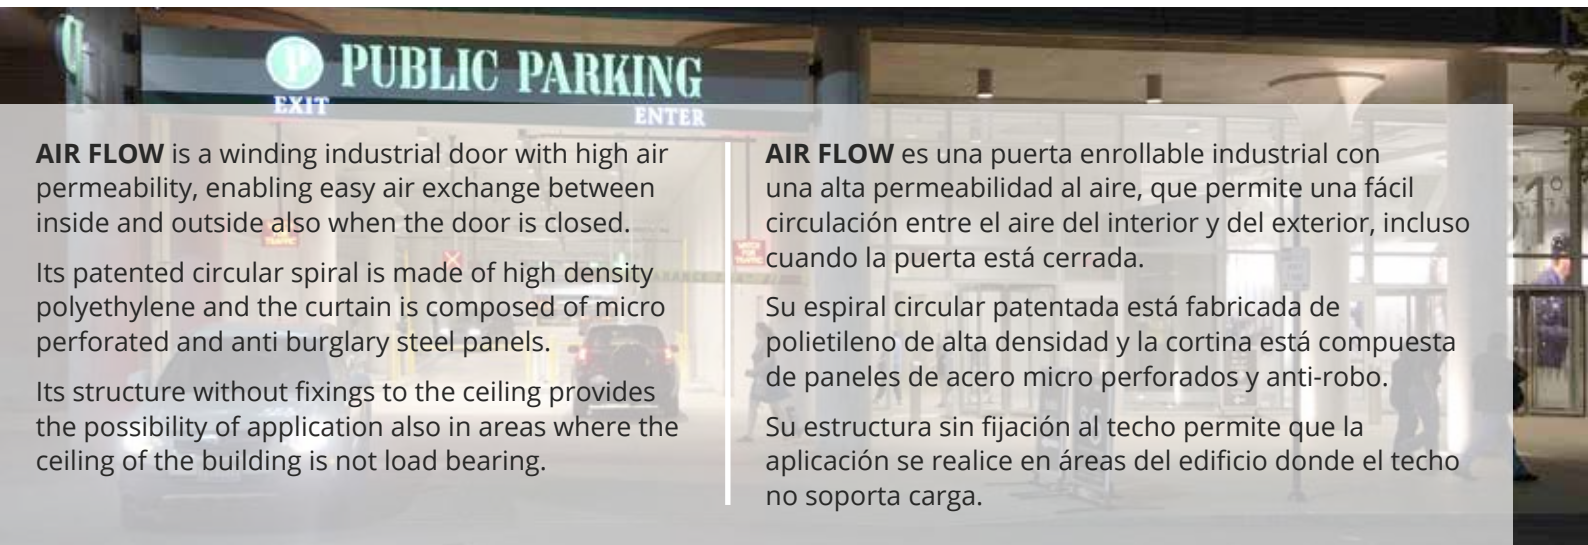 P PUBLIC PARKING
EXIT
ENTER
AIR FLOW is a winding industrial door with high air
permeability, enabling easy air exchange between
inside and outside also when the door is closed.
Its patented circular spiral is made of high density
polyethylene and the curtain is composed of micro
perforated and anti burglary steel panels.
Its structure without fixings to the ceiling provides
the possibility of application also in areas where the
ceiling of the building is not load bearing.
AIR FLOW es una puerta enrollable industrial con
una alta permeabilidad al aire, que permite una fácil
circulación entre el aire del interior y del exterior, incluso
cuando la puerta está cerrada.
Su espiral circular patentada está fabricada de
polietileno de alta densidad y la cortina está compuesta
de paneles de acero micro perforados y anti-robo.
Su estructura sin fijación al techo permite que la
aplicación se realice en áreas del edificio donde el techo
no soporta carga.